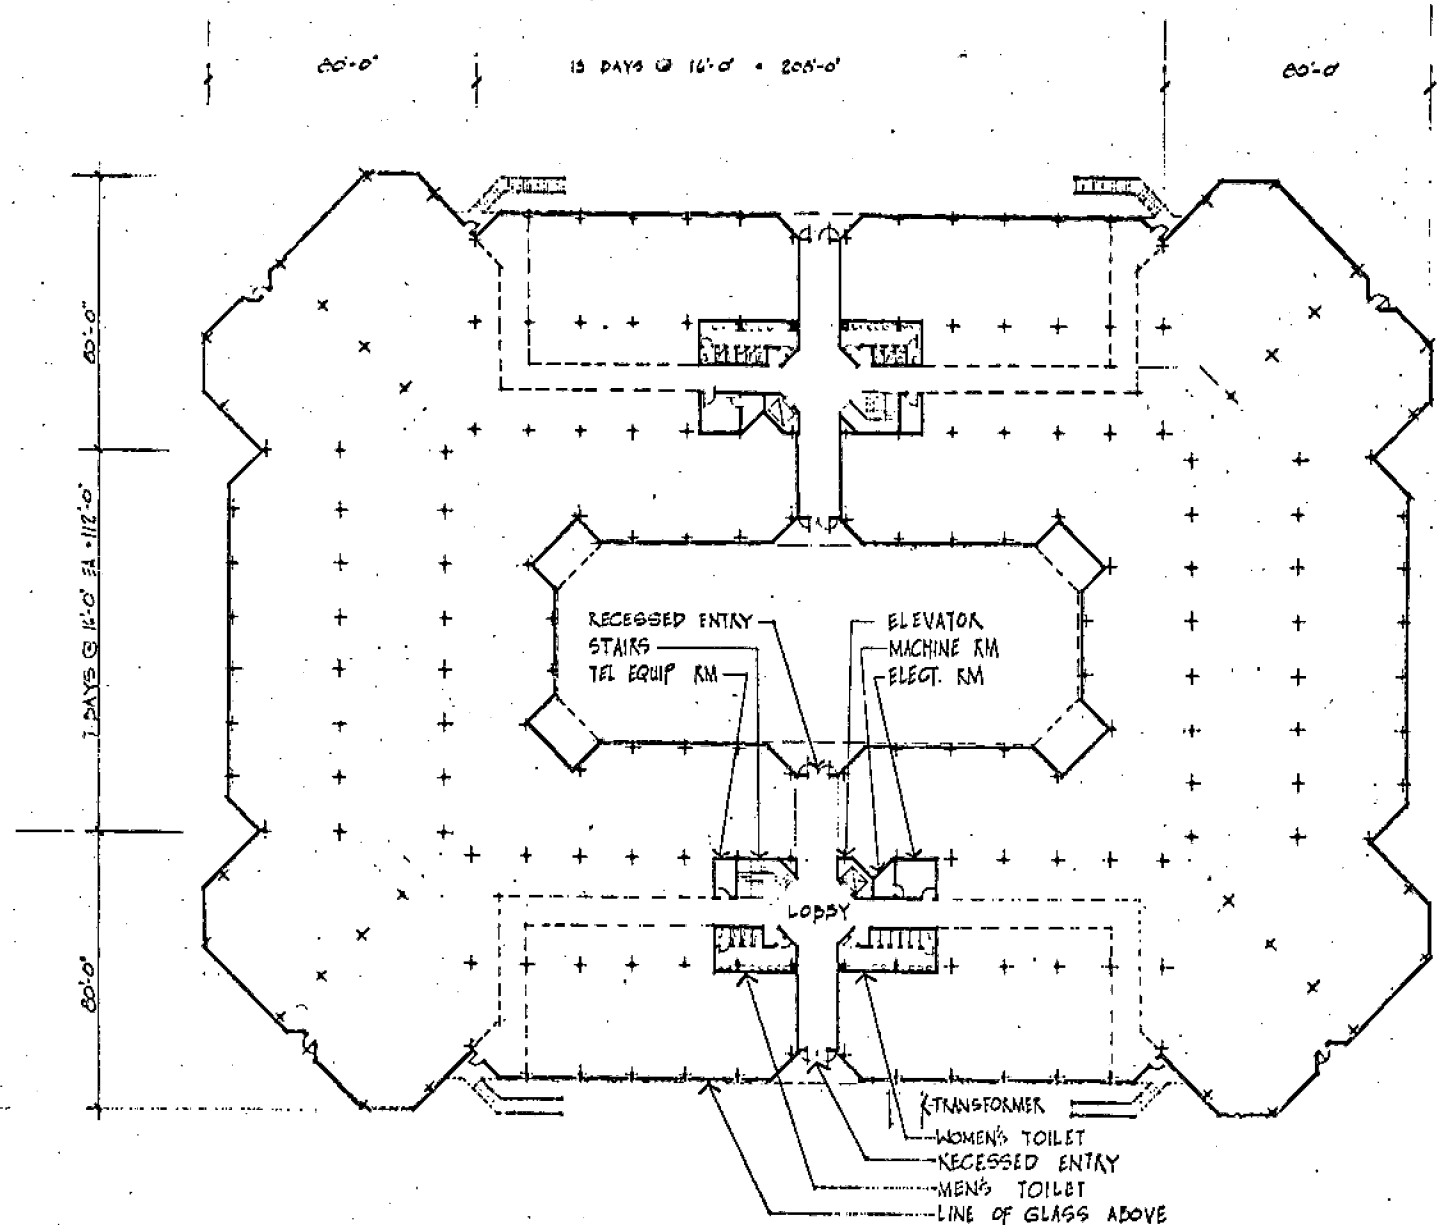 80'-0"
13 BAYS @ 16'-0" = 208'-0"
80'-0"
80'-0"
7 BAYS @ 16'-0" EA = 112'-0"
80'-0"
RECESSED ENTRY
STAIRS
TEL EQUIP RM
ELEVATOR
MACHINE RM
ELECT. RM
LOBBY
TRANSFORMER
WOMEN'S TOILET
RECESSED ENTRY
MEN'S TOILET
LINE OF GLASS ABOVE